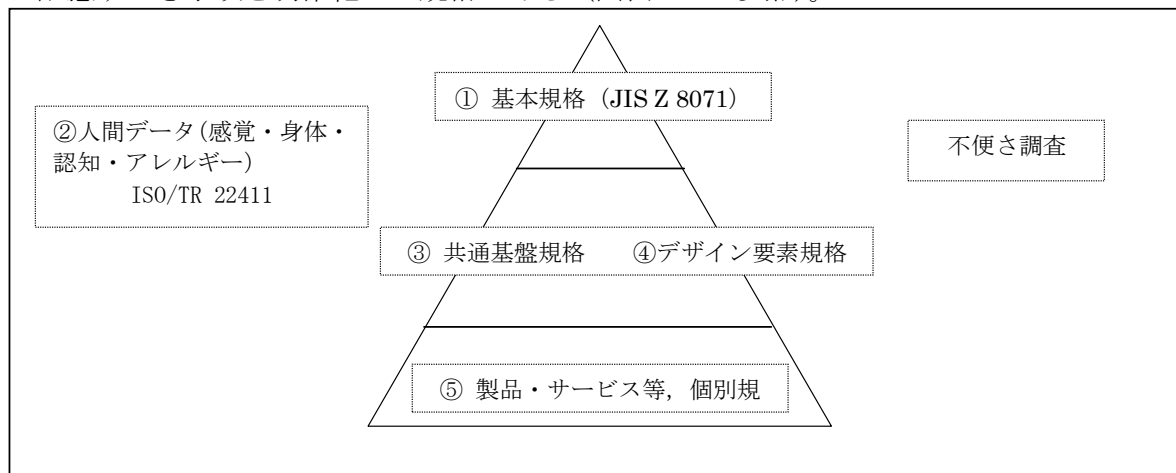 ① 基本規格（JIS Z 8071）
②人間データ（感覚・身体・
認知・アレルギー）
ISO/TR 22411
不便さ調査
③ 共通基盤規格 ④デザイン要素規格
⑤ 製品・サービス等，個別規